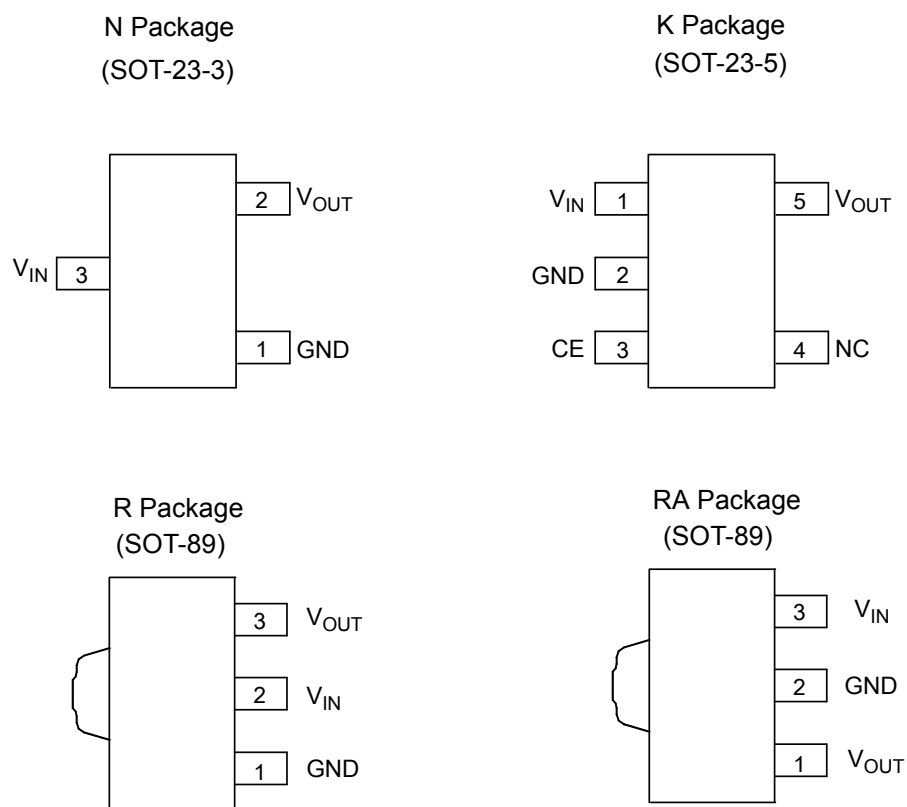 N Package
(SOT-23-3)
2 VOUT
VIN 3
1 GND
K Package
(SOT-23-5)
VIN 1
5 VOUT
GND 2
CE 3
4 NC
R Package
(SOT-89)
3 VOUT
2 VIN
1 GND
RA Package
(SOT-89)
3 VIN
2 GND
1 VOUT